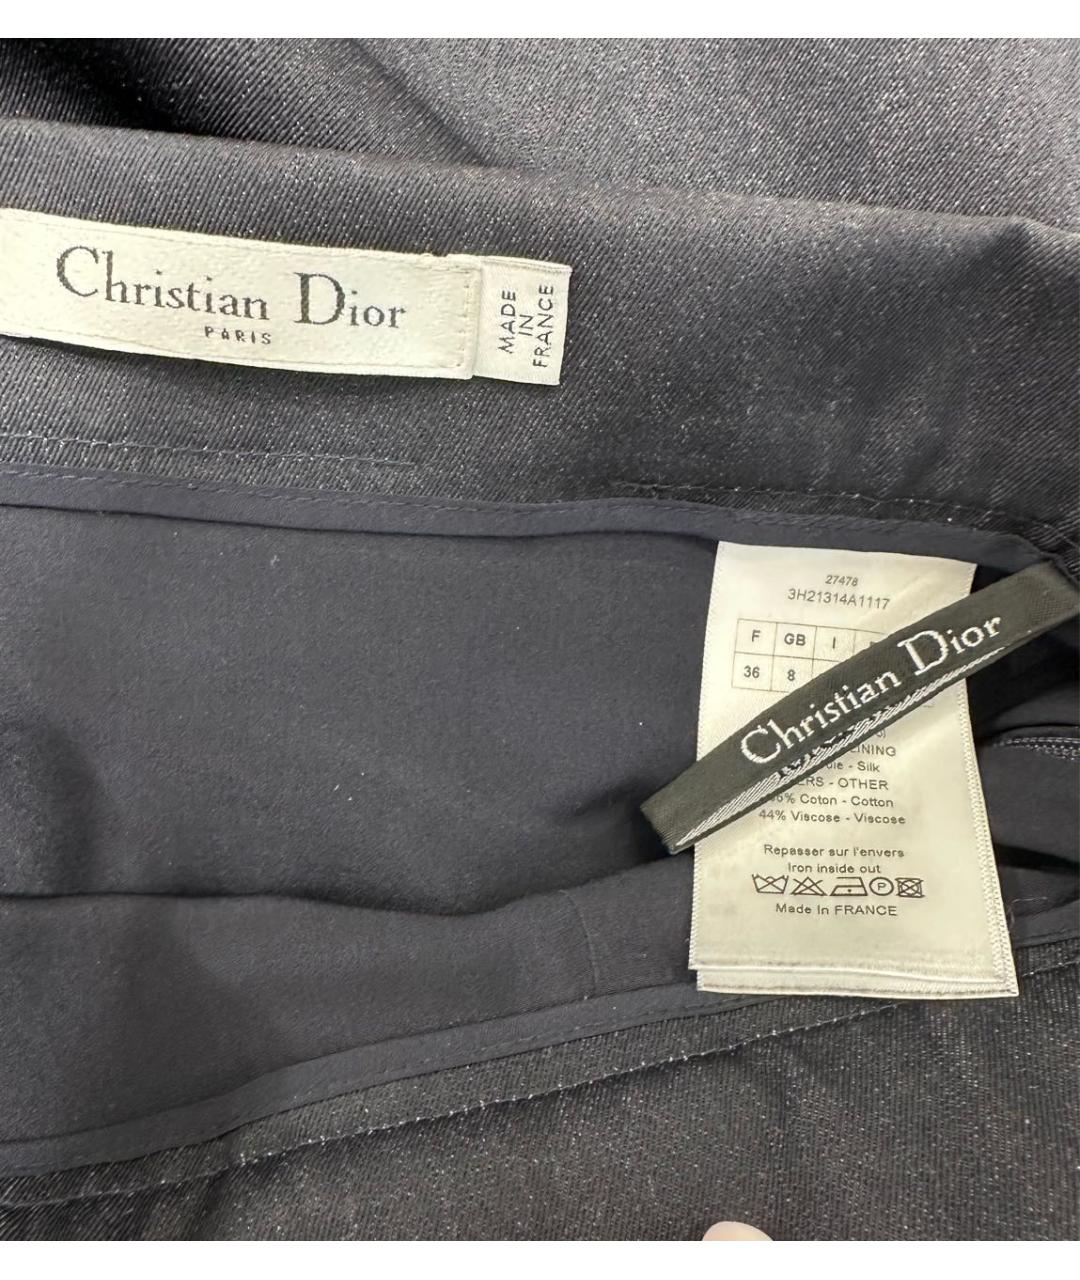 Christian Dior
PARIS
MADE
IN
FRANCE
27478
3H21314A1117
F GB I
36 8
Christian Dior
- Silk
- OTHER
Coton - Cotton
44% Viscose - Viscose
Repasser sur l'envers
Iron inside out
P
Made In FRANCE